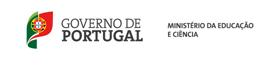 GOVERNO DE
PORTUGAL
MINISTÉRIO DA EDUCAÇÃO
E CIÊNCIA